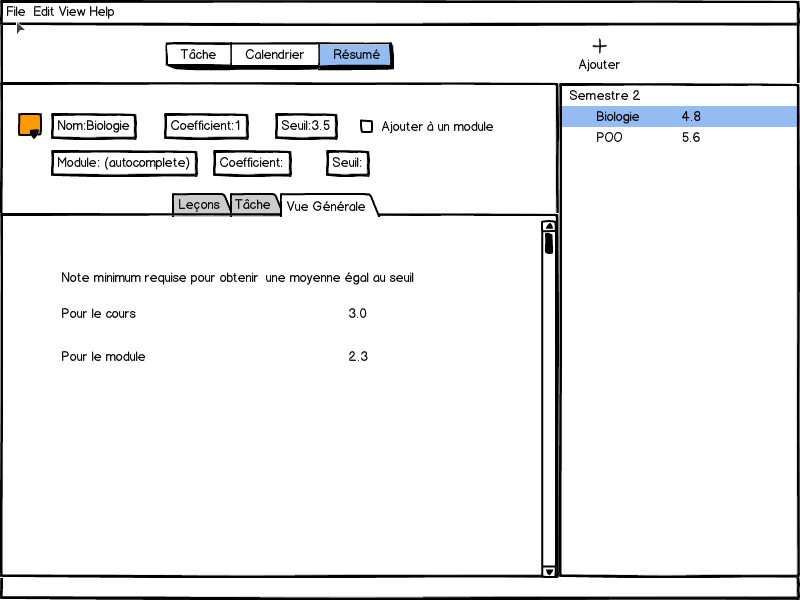 File Edit View Help
Tâche Calendrier Résumé
Ajouter
Nom:Biologie Coefficient:1 Seuil:3.5 Ajouter à un module
Module: (autocomplete) Coefficient: Seuil:
Leçons Tâche Vue Générale
Note minimum requise pour obtenir une moyenne égal au seuil
Pour le cours 3.0
Pour le module 2.3
Semestre 2
Biologie 4.8
POO 5.6